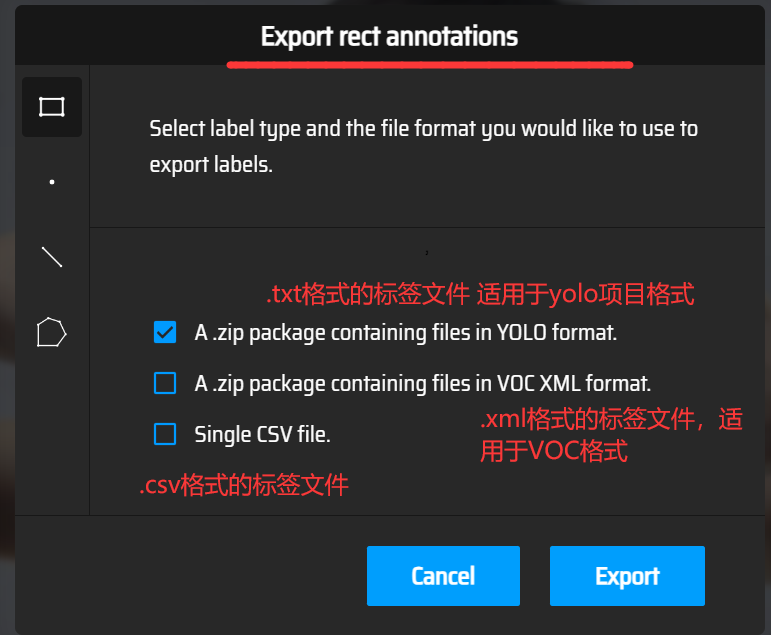 Export rect annotations
Select label type and the file format you would like to use to
export labels.
.txt格式的标签文件 适用于yolo项目格式
A .zip package containing files in YOLO format.
A .zip package containing files in VOC XML format.
.xml格式的标签文件，适
用于VOC格式
Single CSV file.
.csv格式的标签文件
Cancel
Export